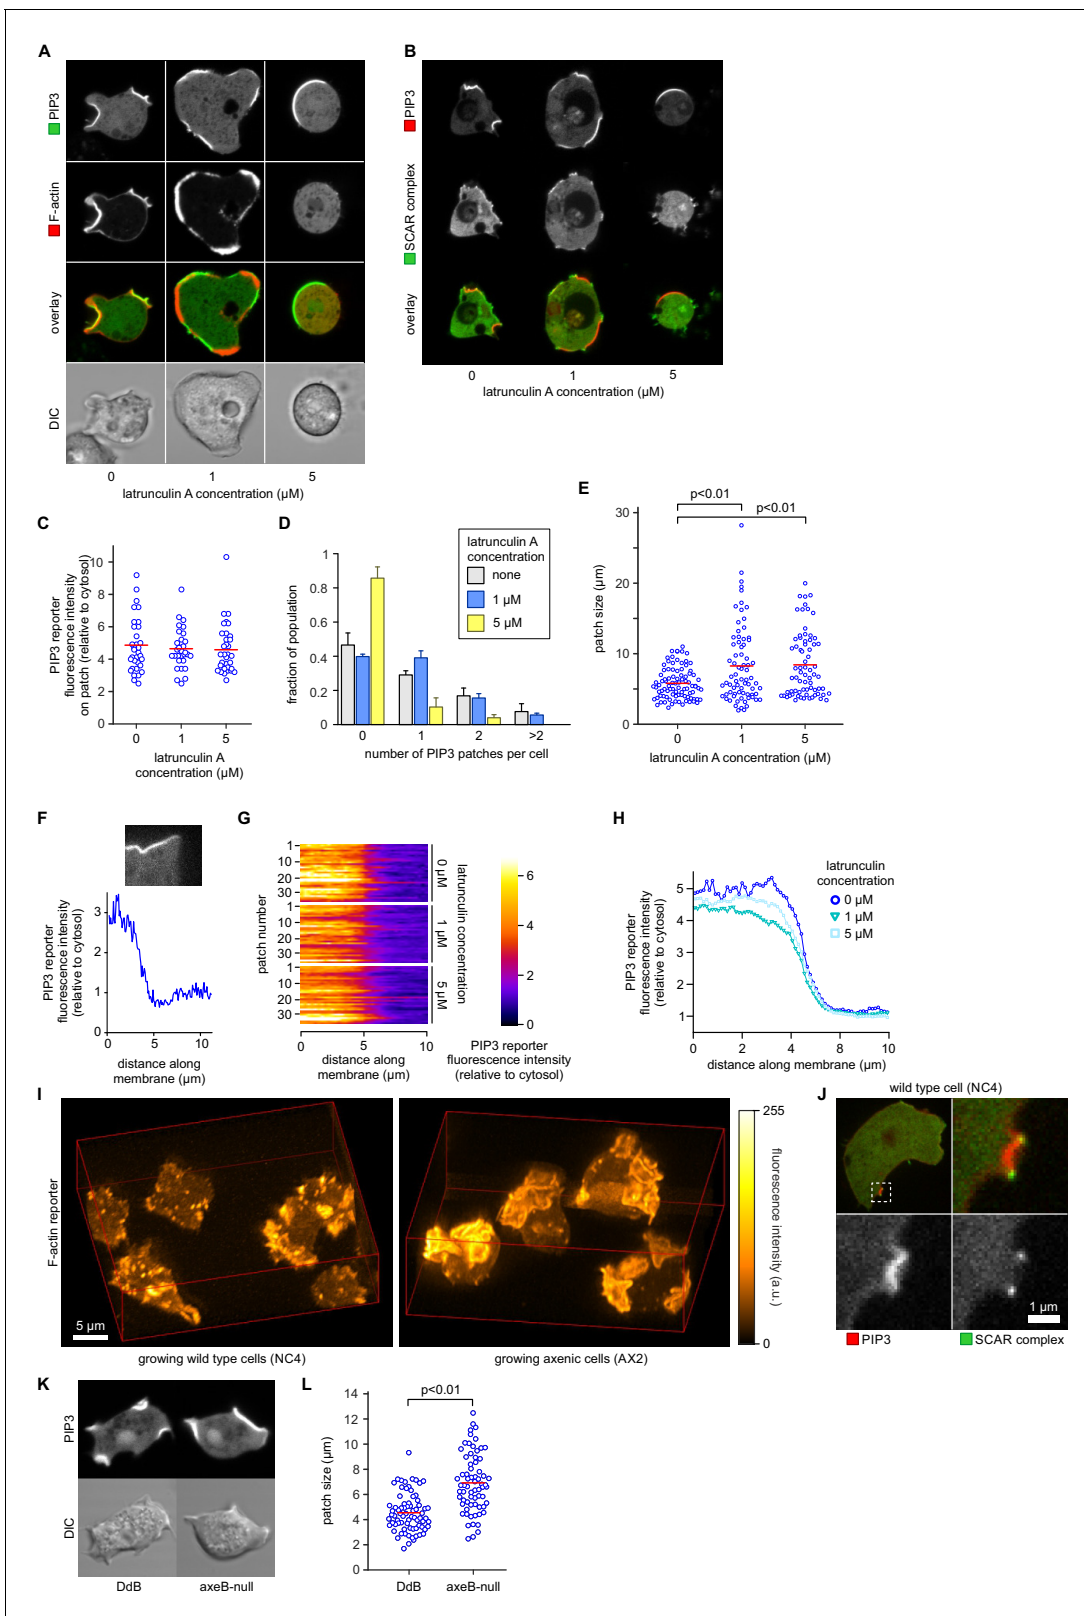 A
PIP3
F-actin
overlay
DIC
0 1 5
latrunculin A concentration (µM)
B
PIP3
SCAR complex
overlay
0 1 5
latrunculin A concentration (µM)
C
PIP3 reporter
fluorescence intensity
on patch (relative to cytosol)
10
8
6
4
2
0
0 1 5
latrunculin A
concentration (µM)
D
latrunculin A
concentration
none
1 µM
5 µM
fraction of population
1
0.8
0.6
0.4
0.2
0
0 1 2 >2
number of PIP3 patches per cell
E
p<0.01
p<0.01
patch size (µm)
30
20
10
0
0 1 5
latrunculin A concentration (µM)
F
PIP3 reporter
fluorescence intensity
(relative to cytosol)
3
2
1
0
0 5 10
distance along
membrane (µm)
G
patch number
1
10
20
30
1
10
20
30
1
10
20
30
0 µM
1 µM
5 µM
latrunculin concentration
0 5 10
distance along
membrane (µm)
6
4
2
0
PIP3 reporter
fluorescence intensity
(relative to cytosol)
H
latrunculin
concentration
0 µM
1 µM
5 µM
PIP3 reporter
fluorescence intensity
(relative to cytosol)
5
4
3
2
1
0 2 4 6 8 10
distance along membrane (µm)
I
F-actin reporter
5 µm
growing wild type cells (NC4)
growing axenic cells (AX2)
255
0
fluorescence intensity (a.u.)
J
wild type cell (NC4)
1 µm
PIP3
SCAR complex
K
PIP3
DIC
DdB axeB-null
L
p<0.01
patch size (µm)
14
12
10
8
6
4
2
0
DdB axeB-null